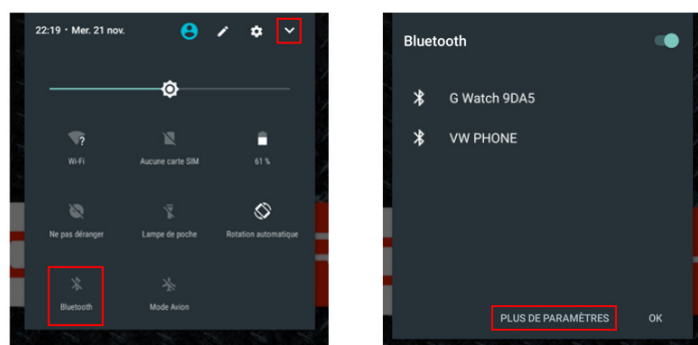 22:19 · Mer. 21 nov.
?
Wi-Fi
Aucune carte SIM
61 %
Ne pas déranger
Lampe de poche
Rotation automatique
Bluetooth
Mode Avion
Bluetooth
G Watch 9DA5
VW PHONE
PLUS DE PARAMÈTRES
OK